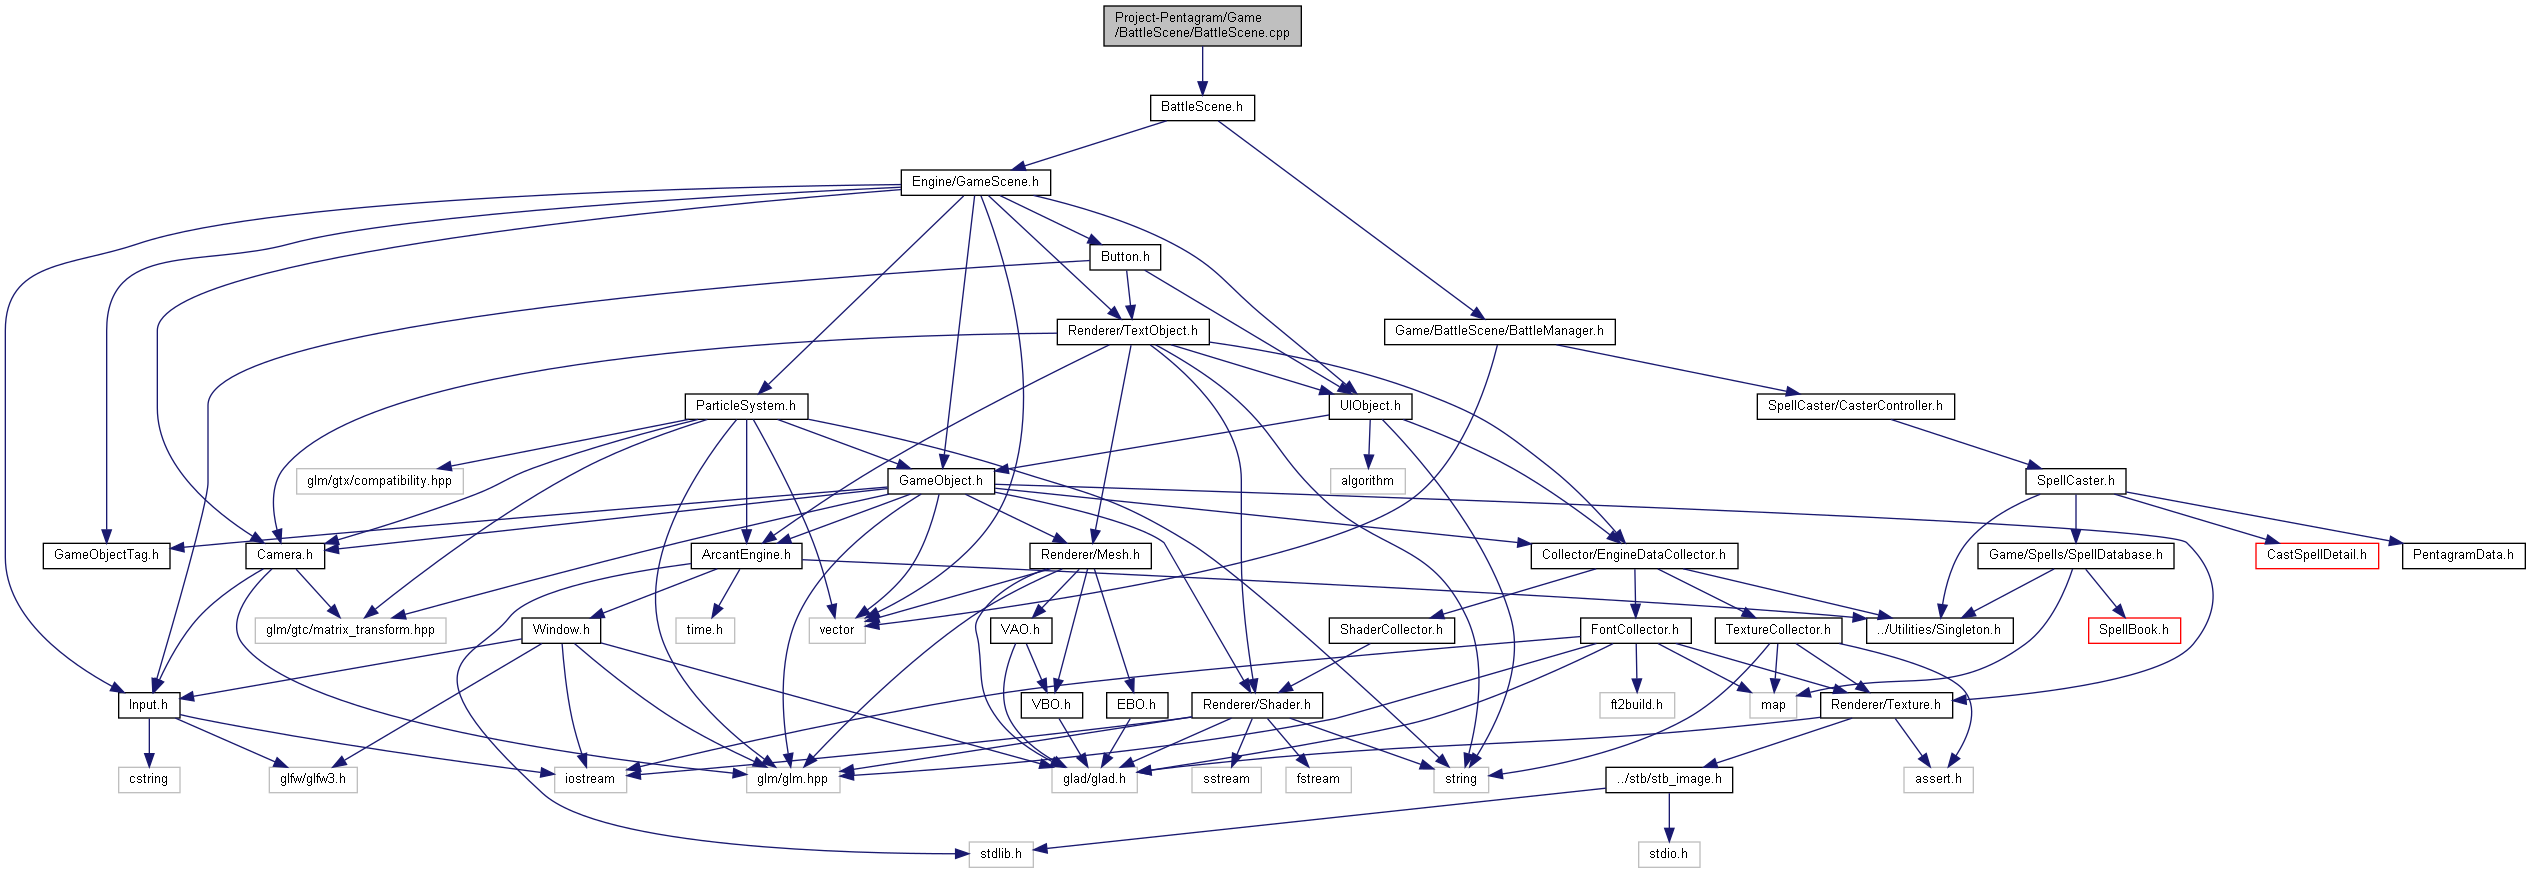 Project-Pentagram/Game
/BattleScene/BattleScene.cpp
BattleScene.h
Engine/GameScene.h
Button.h
Renderer/TextObject.h
Game/BattleScene/BattleManager.h
ParticleSystem.h
UIObject.h
SpellCaster/CasterController.h
glm/gtx/compatibility.hpp
GameObject.h
algorithm
SpellCaster.h
GameObjectTag.h
Camera.h
ArcantEngine.h
Renderer/Mesh.h
Collector/EngineDataCollector.h
Game/Spells/SpellDatabase.h
CastSpellDetail.h
PentagramData.h
glm/gtc/matrix_transform.hpp
Window.h
time.h
vector
VAO.h
ShaderCollector.h
FontCollector.h
TextureCollector.h
../Utilities/Singleton.h
SpellBook.h
Input.h
VBO.h
EBO.h
Renderer/Shader.h
ft2build.h
map
Renderer/Texture.h
cstring
glfw/glfw3.h
iostream
glm/glm.hpp
glad/glad.h
sstream
fstream
string
../stb/stb_image.h
assert.h
stdlib.h
stdio.h